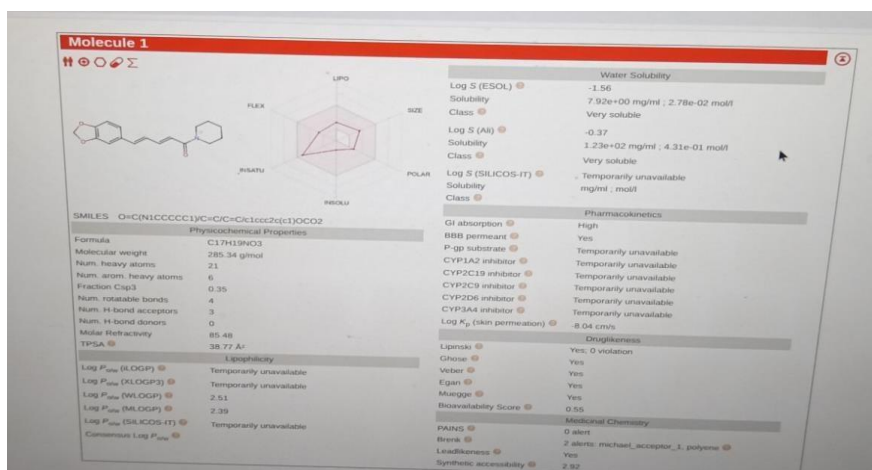 Molecule 1
LIPO
FLEX
SIZE
INSATU
POLAR
INSOLU
SMILES O=C(N1CCCCC1)/C=C/C=C/c1ccc2c(c1)OCO2
Physicochemical Properties
Formula C17H19NO3
Molecular weight 285.34 g/mol
Num. heavy atoms 21
Num. arom. heavy atoms 6
Fraction Csp3 0.35
Num. rotatable bonds 4
Num. H-bond acceptors 3
Num. H-bond donors 0
Molar Refractivity 85.48
TPSA 38.77 Å²
Lipophilicity
Log Po/w (iLOGP) Temporarily unavailable
Log Po/w (XLOGP3) Temporarily unavailable
Log Po/w (WLOGP) 2.51
Log Po/w (MLOGP) 2.39
Log Po/w (SILICOS-IT) Temporarily unavailable
Consensus Log Po/w
Water Solubility
Log S (ESOL) -1.56
Solubility 7.92e+00 mg/ml ; 2.78e-02 mol/l
Class Very soluble
Log S (Ali) -0.37
Solubility 1.23e+02 mg/ml ; 4.31e-01 mol/l
Class Very soluble
Log S (SILICOS-IT) Temporarily unavailable
Solubility mg/ml ; mol/l
Class
Pharmacokinetics
GI absorption High
BBB permeant Yes
P-gp substrate Temporarily unavailable
CYP1A2 inhibitor Temporarily unavailable
CYP2C19 inhibitor Temporarily unavailable
CYP2C9 inhibitor Temporarily unavailable
CYP2D6 inhibitor Temporarily unavailable
CYP3A4 inhibitor Temporarily unavailable
Log Kp (skin permeation) -8.04 cm/s
Druglikeness
Lipinski Yes; 0 violation
Ghose Yes
Veber Yes
Egan Yes
Muegge Yes
Bioavailability Score 0.55
Medicinal Chemistry
PAINS 0 alert
Brenk 2 alerts: michael_acceptor_1, polyene
Leadlikeness Yes
Synthetic accessibility 2.92